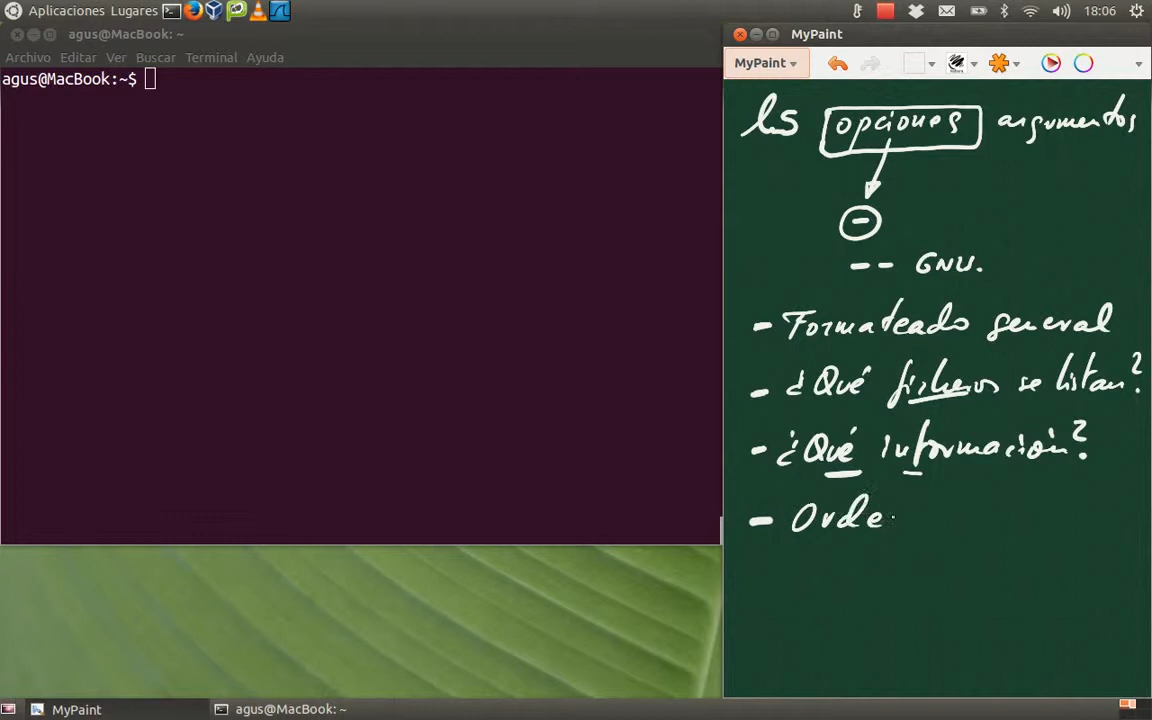 Aplicaciones Lugares 18:06
agus@MacBook: ~
Archivo Editar Ver Buscar Terminal Ayuda
agus@MacBook:~$
MyPaint
MyPaint
ls opciones argumentos
-
-- GNU.
- Formateado general
- ¿Qué ficheros se listan?
- ¿Qué información?
- Orde
MyPaint agus@MacBook: ~